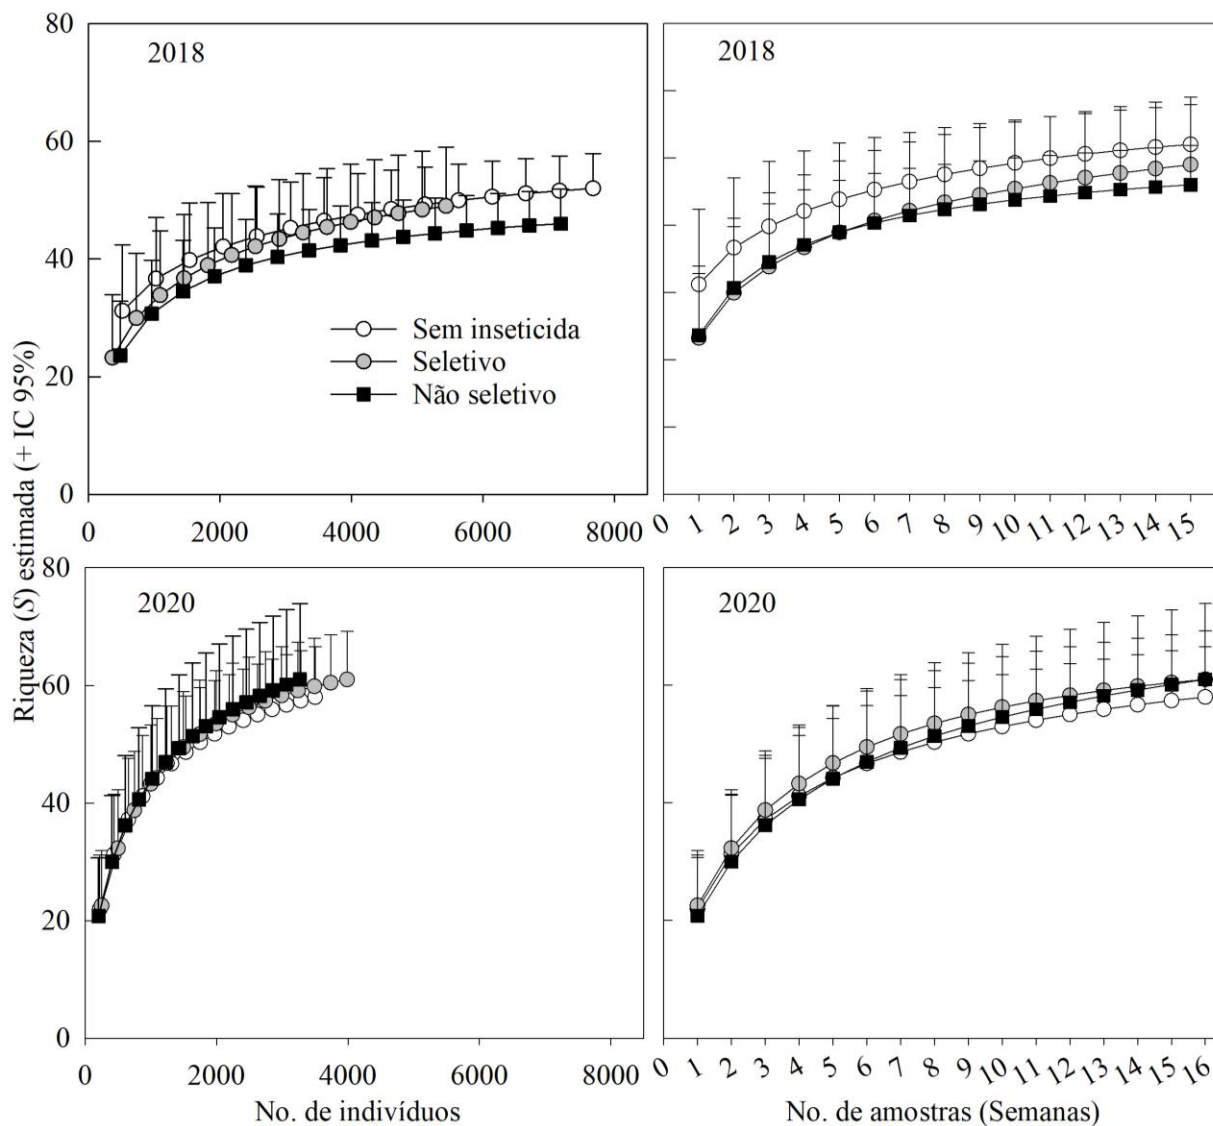 Riqueza (S) estimada (+ IC 95%)
80
60
40
20
0
2018
Sem inseticida
Seletivo
Não seletivo
0 2000 4000 6000 8000
2018
0 1 2 3 4 5 6 7 8 9 10 11 12 13 14 15
80
60
40
20
0
2020
0 2000 4000 6000 8000
No. de indivíduos
2020
1 2 3 4 5 6 7 8 9 10 11 12 13 14 15 16
No. de amostras (Semanas)